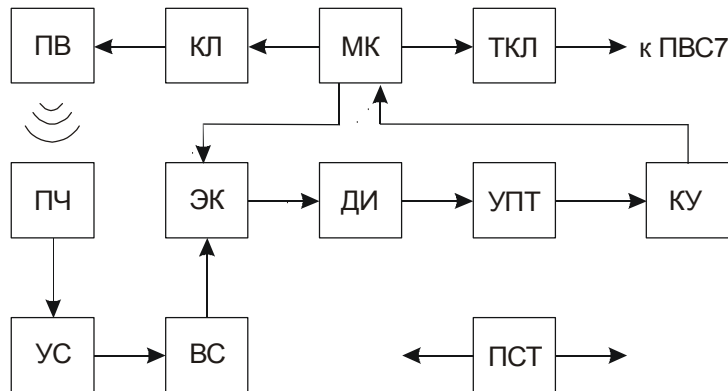 ПВ КЛ МК ТКЛ к ПВС7
ПЧ ЭК ДИ УПТ КУ
УС ВС ПСТ